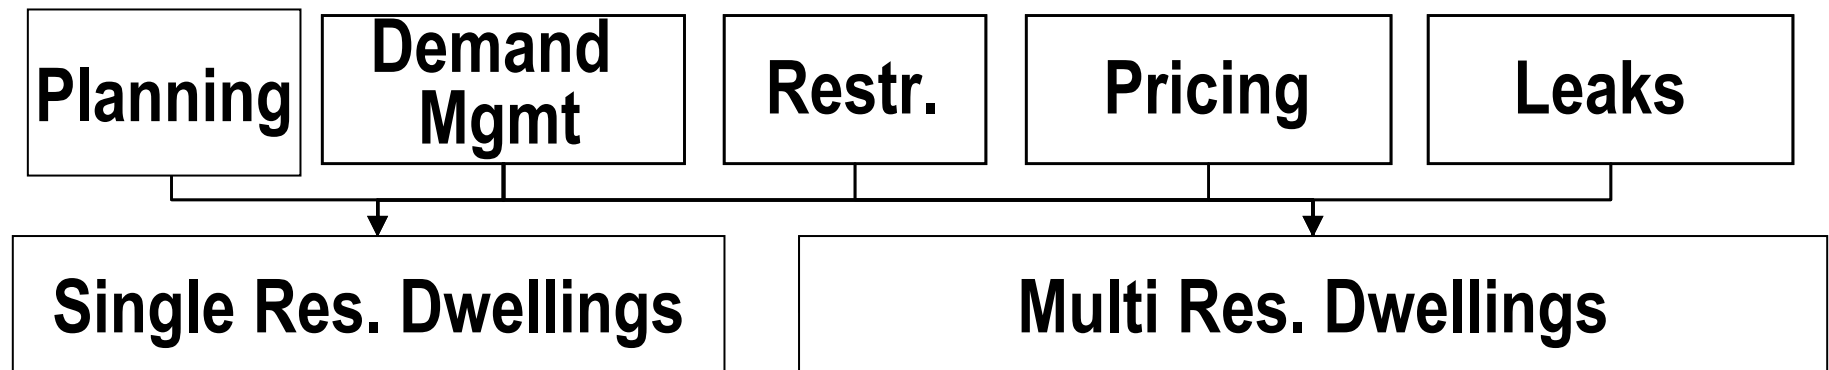 Planning
Demand
Mgmt
Restr.
Pricing
Leaks
Single Res. Dwellings
Multi Res. Dwellings